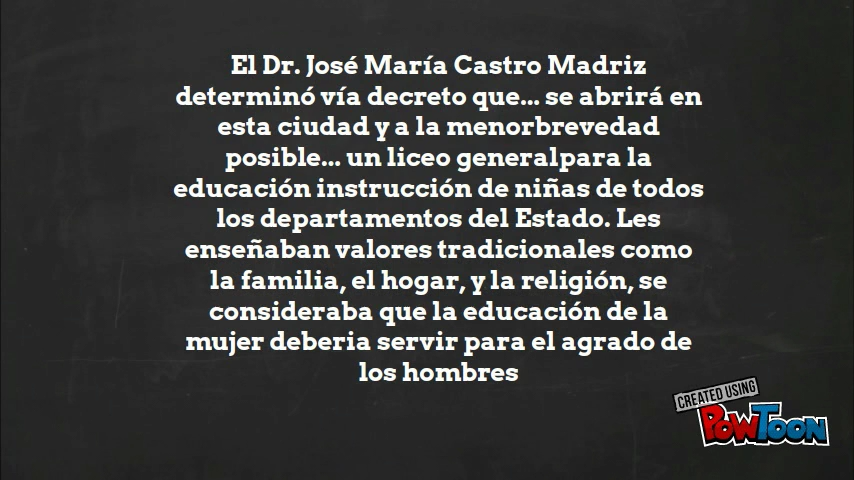 El Dr. José María Castro Madriz
determinó vía decreto que... se abrirá en
esta ciudad y a la menorbrevedad
posible... un liceo generalpara la
educación instrucción de niñas de todos
los departamentos del Estado. Les
enseñaban valores tradicionales como
la familia, el hogar, y la religión, se
consideraba que la educación de la
mujer deberia servir para el agrado de
los hombres
CREATED USING
POWTOON